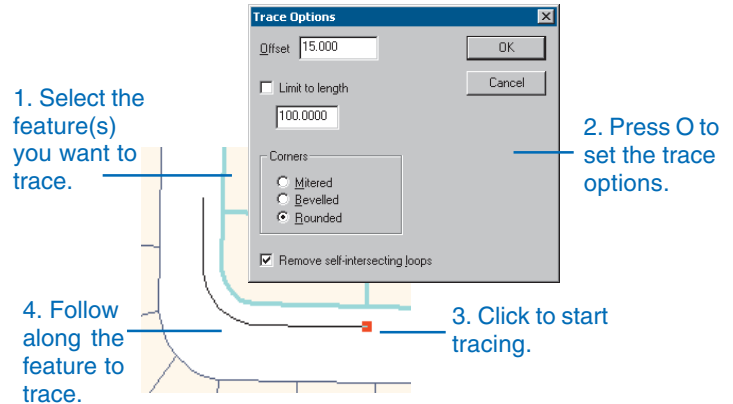 Trace Options
Offset 15.000
OK
Limit to length
Cancel
100.0000
Corners
Mitered
Bevelled
Rounded
Remove self-intersecting loops
1. Select the
feature(s)
you want to
trace.
2. Press O to
set the trace
options.
3. Click to start
tracing.
4. Follow
along the
feature to
trace.